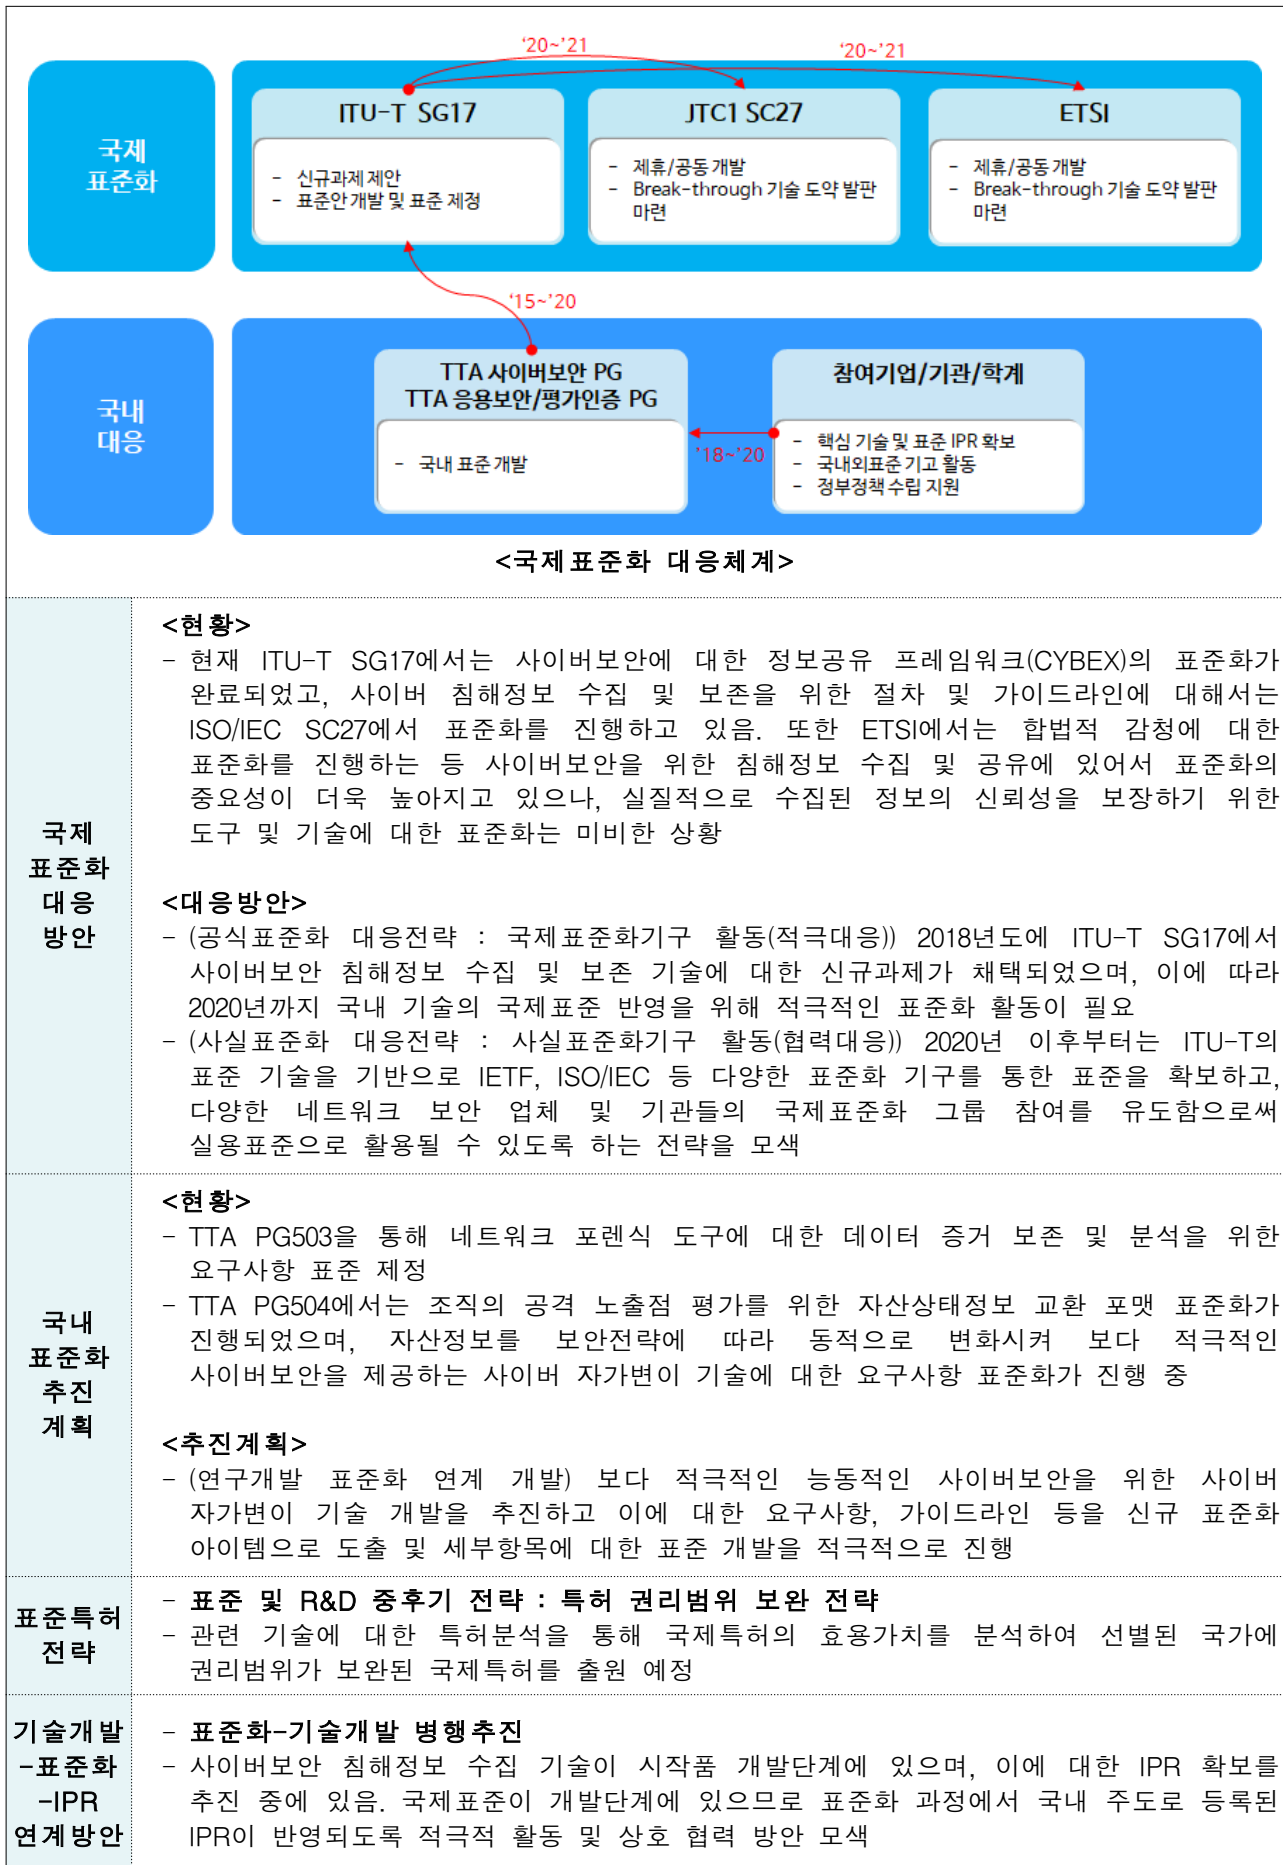 '20~'21
'20~'21
국제
표준화
ITU-T SG17
- 신규과제 제안
- 표준안 개발 및 표준 제정
JTC1 SC27
- 제휴/공동 개발
- Break-through 기술 도약 발판
마련
ETSI
- 제휴/공동 개발
- Break-through 기술 도약 발판
마련
'15~'20
국내
대응
TTA 사이버보안 PG
TTA 응용보안/평가인증 PG
- 국내 표준 개발
'18~'20
참여기업/기관/학계
- 핵심 기술 및 표준 IPR 확보
- 국내외표준 기고 활동
- 정부정책 수립 지원
<국제표준화 대응체계>
국제
표준화
대응
방안
<현황>
- 현재 ITU-T SG17에서는 사이버보안에 대한 정보공유 프레임워크(CYBEX)의 표준화가
완료되었고, 사이버 침해정보 수집 및 보존을 위한 절차 및 가이드라인에 대해서는
ISO/IEC SC27에서 표준화를 진행하고 있음. 또한 ETSI에서는 합법적 감청에 대한
표준화를 진행하는 등 사이버보안을 위한 침해정보 수집 및 공유에 있어서 표준화의
중요성이 더욱 높아지고 있으나, 실질적으로 수집된 정보의 신뢰성을 보장하기 위한
도구 및 기술에 대한 표준화는 미비한 상황
<대응방안>
- (공식표준화 대응전략 : 국제표준화기구 활동(적극대응)) 2018년도에 ITU-T SG17에서
사이버보안 침해정보 수집 및 보존 기술에 대한 신규과제가 채택되었으며, 이에 따라
2020년까지 국내 기술의 국제표준 반영을 위해 적극적인 표준화 활동이 필요
- (사실표준화 대응전략 : 사실표준화기구 활동(협력대응)) 2020년 이후부터는 ITU-T의
표준 기술을 기반으로 IETF, ISO/IEC 등 다양한 표준화 기구를 통한 표준을 확보하고,
다양한 네트워크 보안 업체 및 기관들의 국제표준화 그룹 참여를 유도함으로써
실용표준으로 활용될 수 있도록 하는 전략을 모색
국내
표준화
추진
계획
<현황>
- TTA PG503을 통해 네트워크 포렌식 도구에 대한 데이터 증거 보존 및 분석을 위한
요구사항 표준 제정
- TTA PG504에서는 조직의 공격 노출점 평가를 위한 자산상태정보 교환 포맷 표준화가
진행되었으며, 자산정보를 보안전략에 따라 동적으로 변화시켜 보다 적극적인
사이버보안을 제공하는 사이버 자가변이 기술에 대한 요구사항 표준화가 진행 중
<추진계획>
- (연구개발 표준화 연계 개발) 보다 적극적인 능동적인 사이버보안을 위한 사이버
자가변이 기술 개발을 추진하고 이에 대한 요구사항, 가이드라인 등을 신규 표준화
아이템으로 도출 및 세부항목에 대한 표준 개발을 적극적으로 진행
표준특허
전략
- 표준 및 R&D 중후기 전략 : 특허 권리범위 보완 전략
- 관련 기술에 대한 특허분석을 통해 국제특허의 효용가치를 분석하여 선별된 국가에
권리범위가 보완된 국제특허를 출원 예정
기술개발
-표준화
-IPR
연계방안
- 표준화-기술개발 병행추진
- 사이버보안 침해정보 수집 기술이 시작품 개발단계에 있으며, 이에 대한 IPR 확보를
추진 중에 있음. 국제표준이 개발단계에 있으므로 표준화 과정에서 국내 주도로 등록된
IPR이 반영되도록 적극적 활동 및 상호 협력 방안 모색